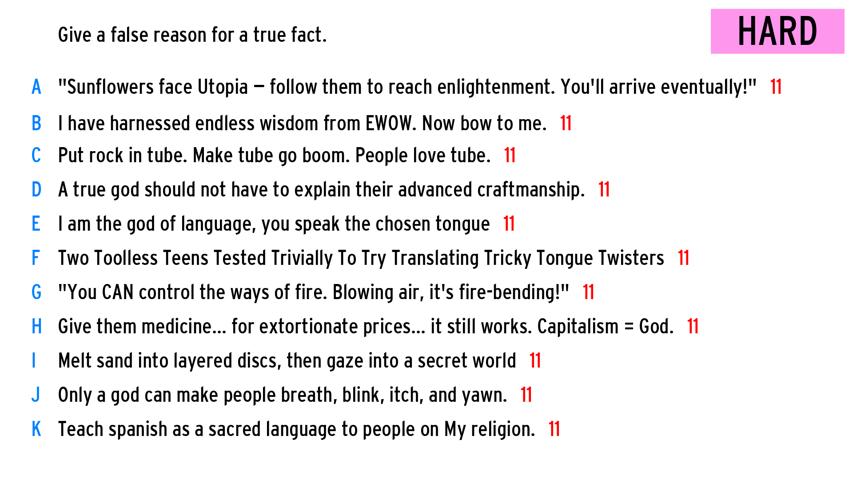 Give a false reason for a true fact.
HARD
A "Sunflowers face Utopia – follow them to reach enlightenment. You'll arrive eventually!" 11
B I have harnessed endless wisdom from EWOW. Now bow to me. 11
C Put rock in tube. Make tube go boom. People love tube. 11
D A true god should not have to explain their advanced craftmanship. 11
E I am the god of language, you speak the chosen tongue 11
F Two Toolless Teens Tested Trivially To Try Translating Tricky Tongue Twisters 11
G "You CAN control the ways of fire. Blowing air, it's fire-bending!" 11
H Give them medicine... for extortionate prices... it still works. Capitalism = God. 11
I Melt sand into layered discs, then gaze into a secret world 11
J Only a god can make people breath, blink, itch, and yawn. 11
K Teach spanish as a sacred language to people on My religion. 11